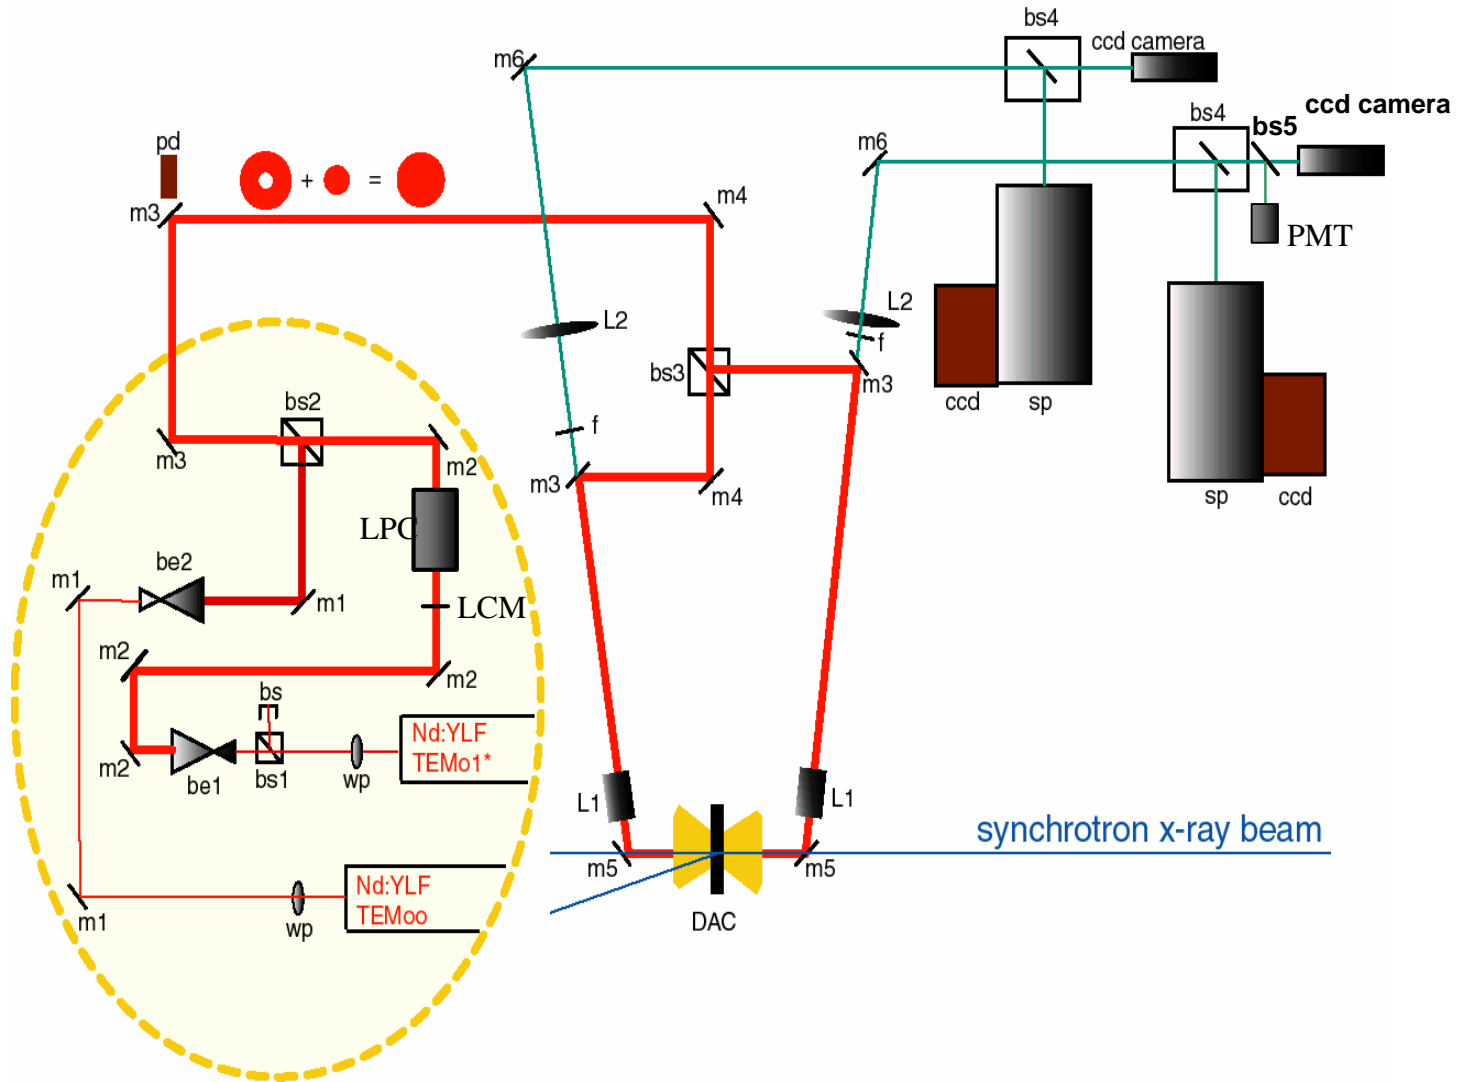 bs4
ccd camera
m6
ccd camera
bs4
bs5
pd
m6
+
=
m4
m3
PMT
L2
L2
f
bs3
m3
ccd
sp
bs2
f
m3
m2
m3
m4
sp
ccd
LPC
be2
m1
m1
LCM
m2
m2
bs
Nd:YLF
TEMo1*
m2
be1
bs1
wp
L1
L1
synchrotron x-ray beam
m5
m5
Nd:YLF
TEMoo
m1
wp
DAC